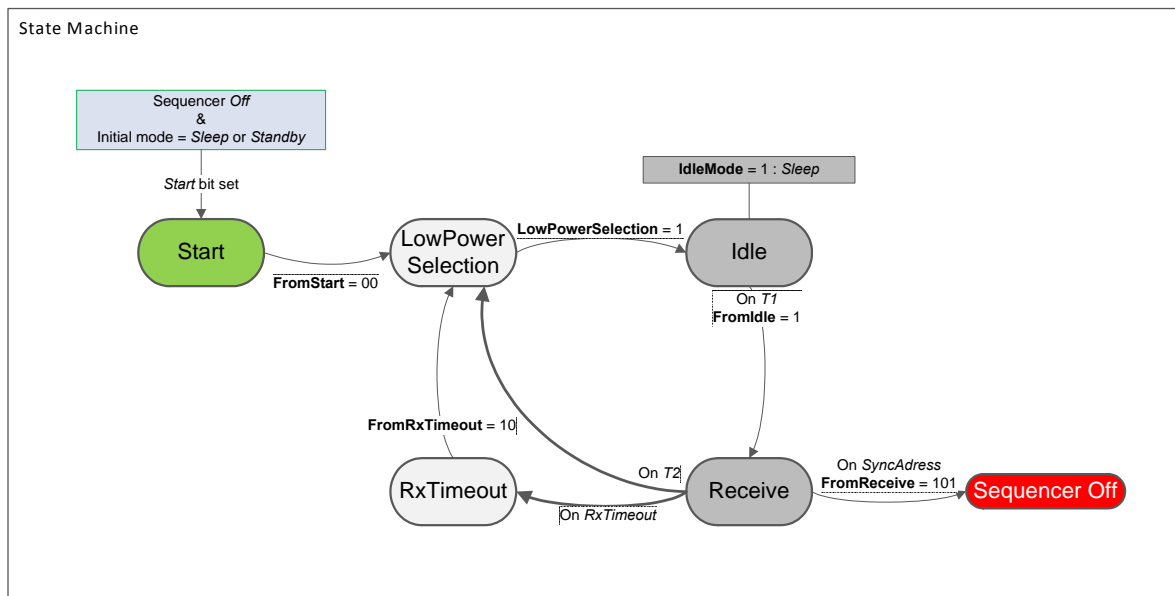 State Machine
Sequencer Off
&
Initial mode = Sleep or Standby
Start bit set
IdleMode = 1 : Sleep
Start
LowPower
Selection
LowPowerSelection = 1
Idle
FromStart = 00
On T1
FromIdle = 1
FromRxTimeout = 10
On T2
RxTimeout
On RxTimeout
Receive
On SyncAdress
FromReceive = 101
Sequencer Off